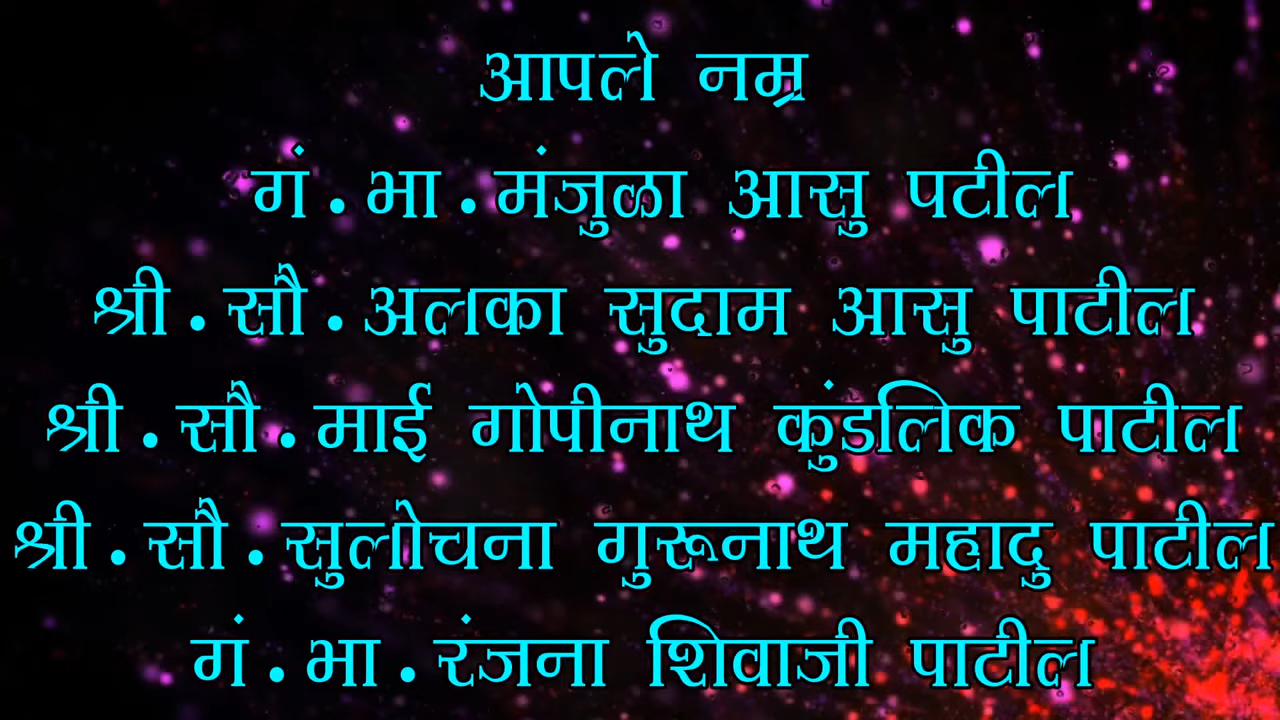 आपले नम्र
गं.भा.मंजुळा आसु पटील
श्री.सौ.अलका सुदाम आसु पाटील
श्री.सौ.माई गोपीनाथ कुंडलिक पाटील
श्री.सौ.सुलोचना गुरूनाथ महादु पाटील
गं.भा.रंजना शिवाजी पाटील